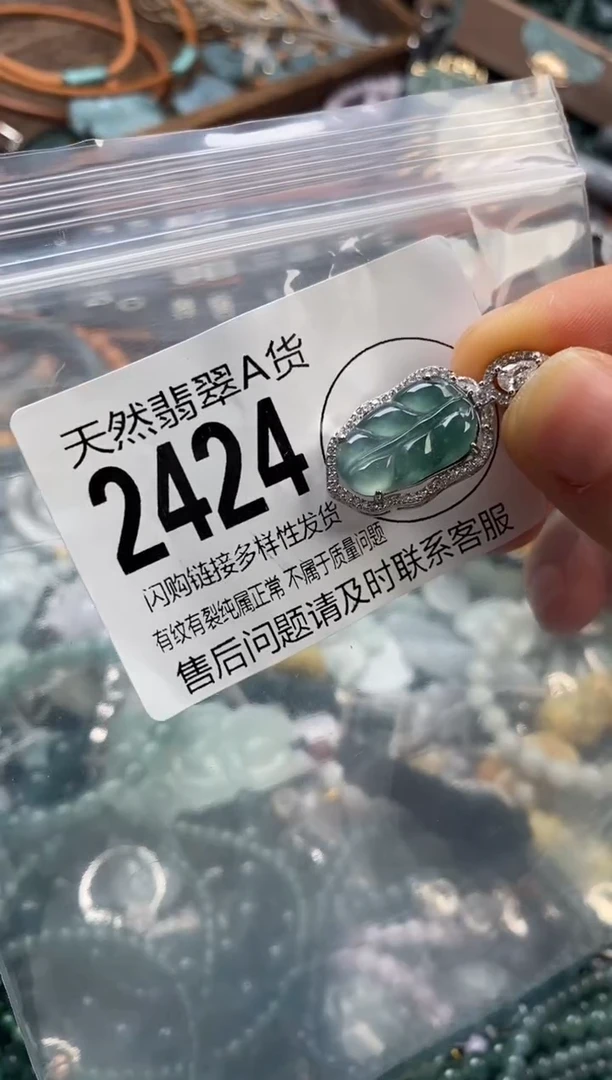 天然翡翠A货
2424
闪购链接多样性发货
有纹有裂纯属正常 不属于质量问题
售后问题请及时联系客服